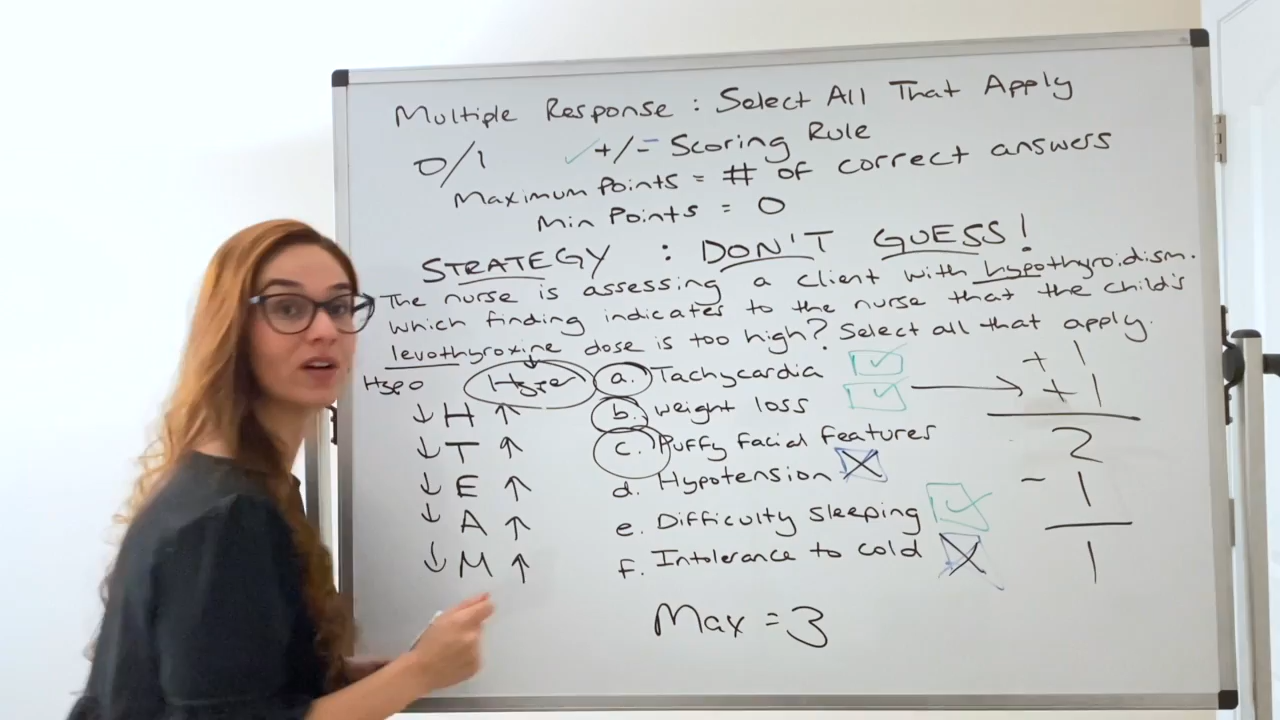 Multiple Response : Select All That Apply
0/1 ✓ +/- Scoring Rule
Maximum Points = # of correct answers
Min Points = 0
STRATEGY : DON'T GUESS!
The nurse is assessing a client with hypothyroidism.
which finding indicates to the nurse that the child's
levothyroxine dose is too high? Select all that apply.
Hypo Hyper a. Tachycardia ✓ + 1
↓ H ↑ b. weight loss ✓ → + 1
↓ T ↑ c. Puffy facial features 2
↓ E ↑ d. Hypotension X - 1
↓ A ↑ e. Difficulty sleeping ✓
↓ M ↑ f. Intolerance to cold X 1
Max = 3